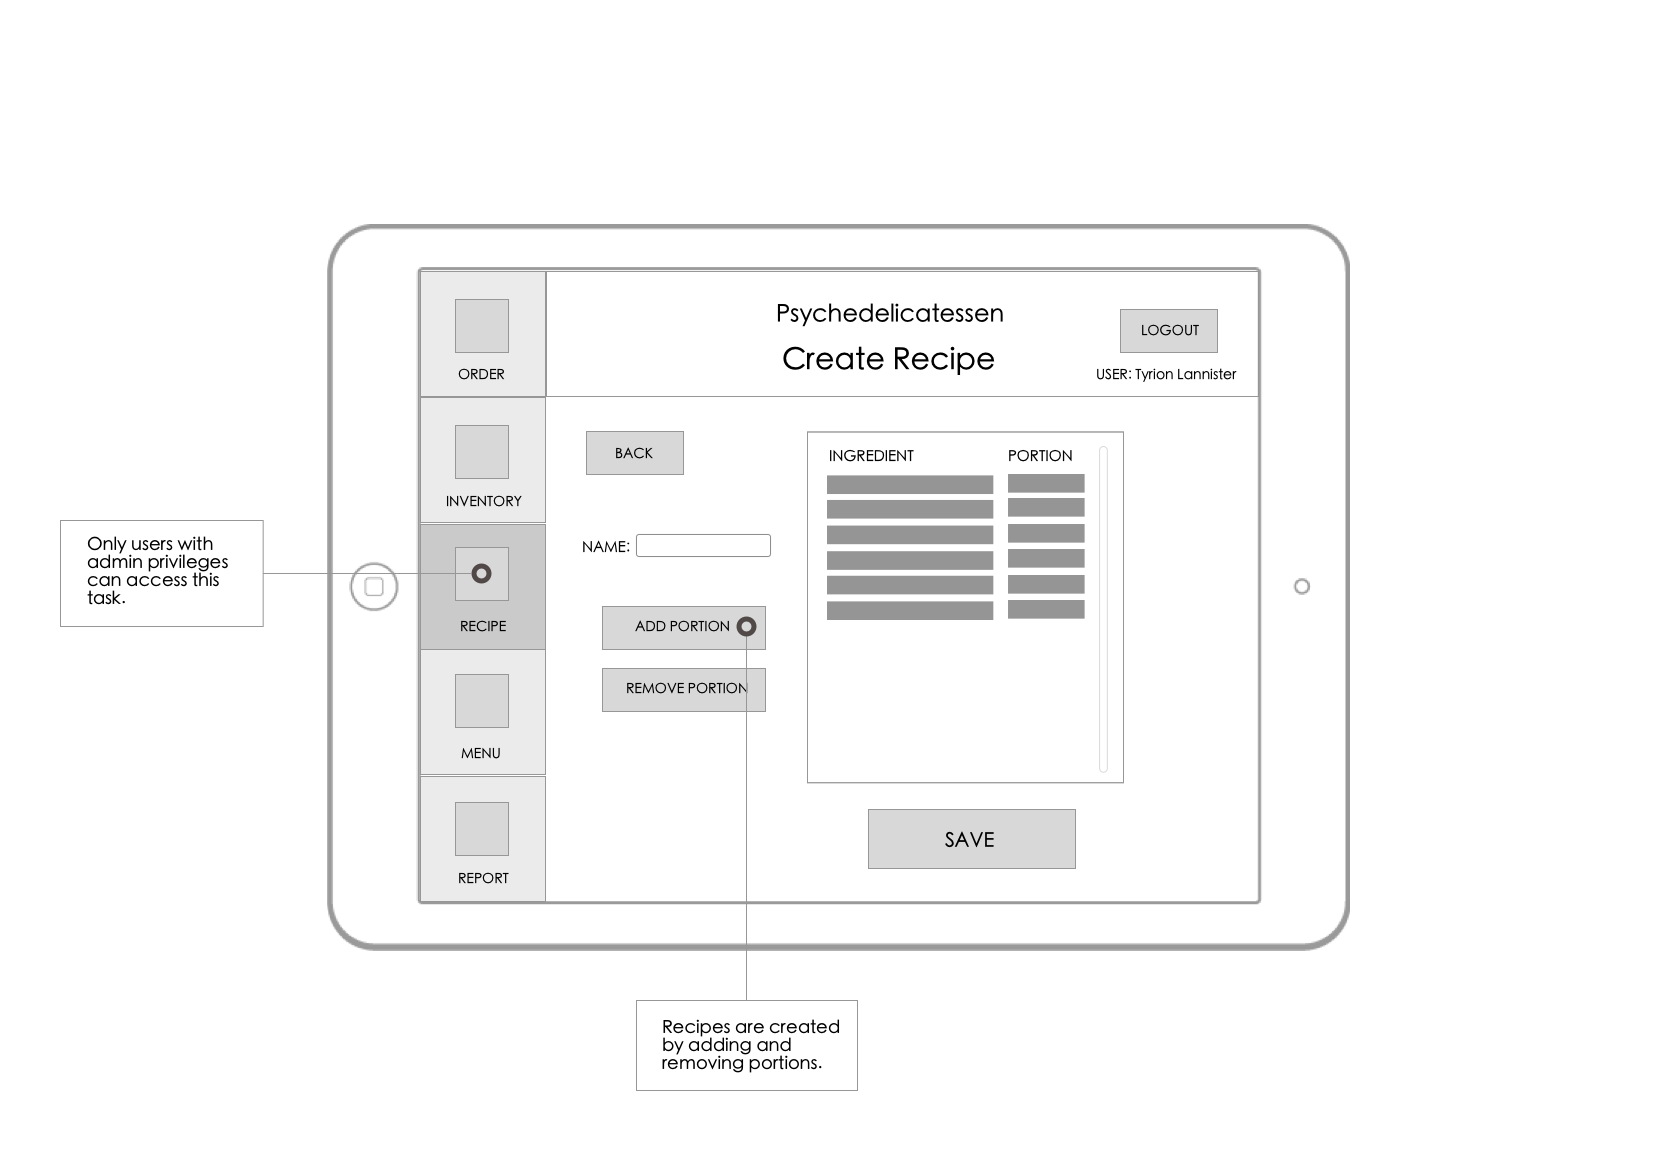 Psychedelicatessen
Create Recipe
LOGOUT
USER: Tyrion Lannister
ORDER
INVENTORY
RECIPE
MENU
REPORT
BACK
NAME:
ADD PORTION
REMOVE PORTION
INGREDIENT
PORTION
SAVE
Only users with
admin privileges
can access this
task.
Recipes are created
by adding and
removing portions.